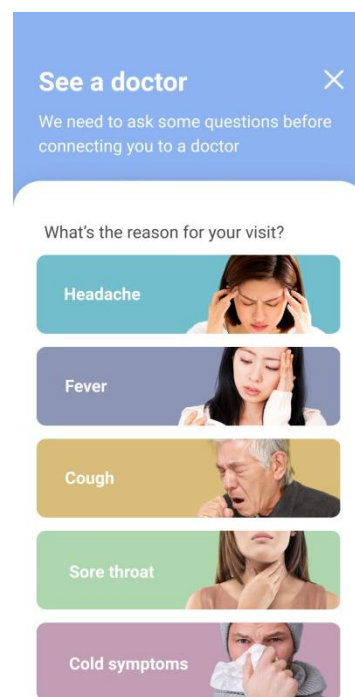 See a doctor
We need to ask some questions before
connecting you to a doctor
What's the reason for your visit?
Headache
Fever
Cough
Sore throat
Cold symptoms